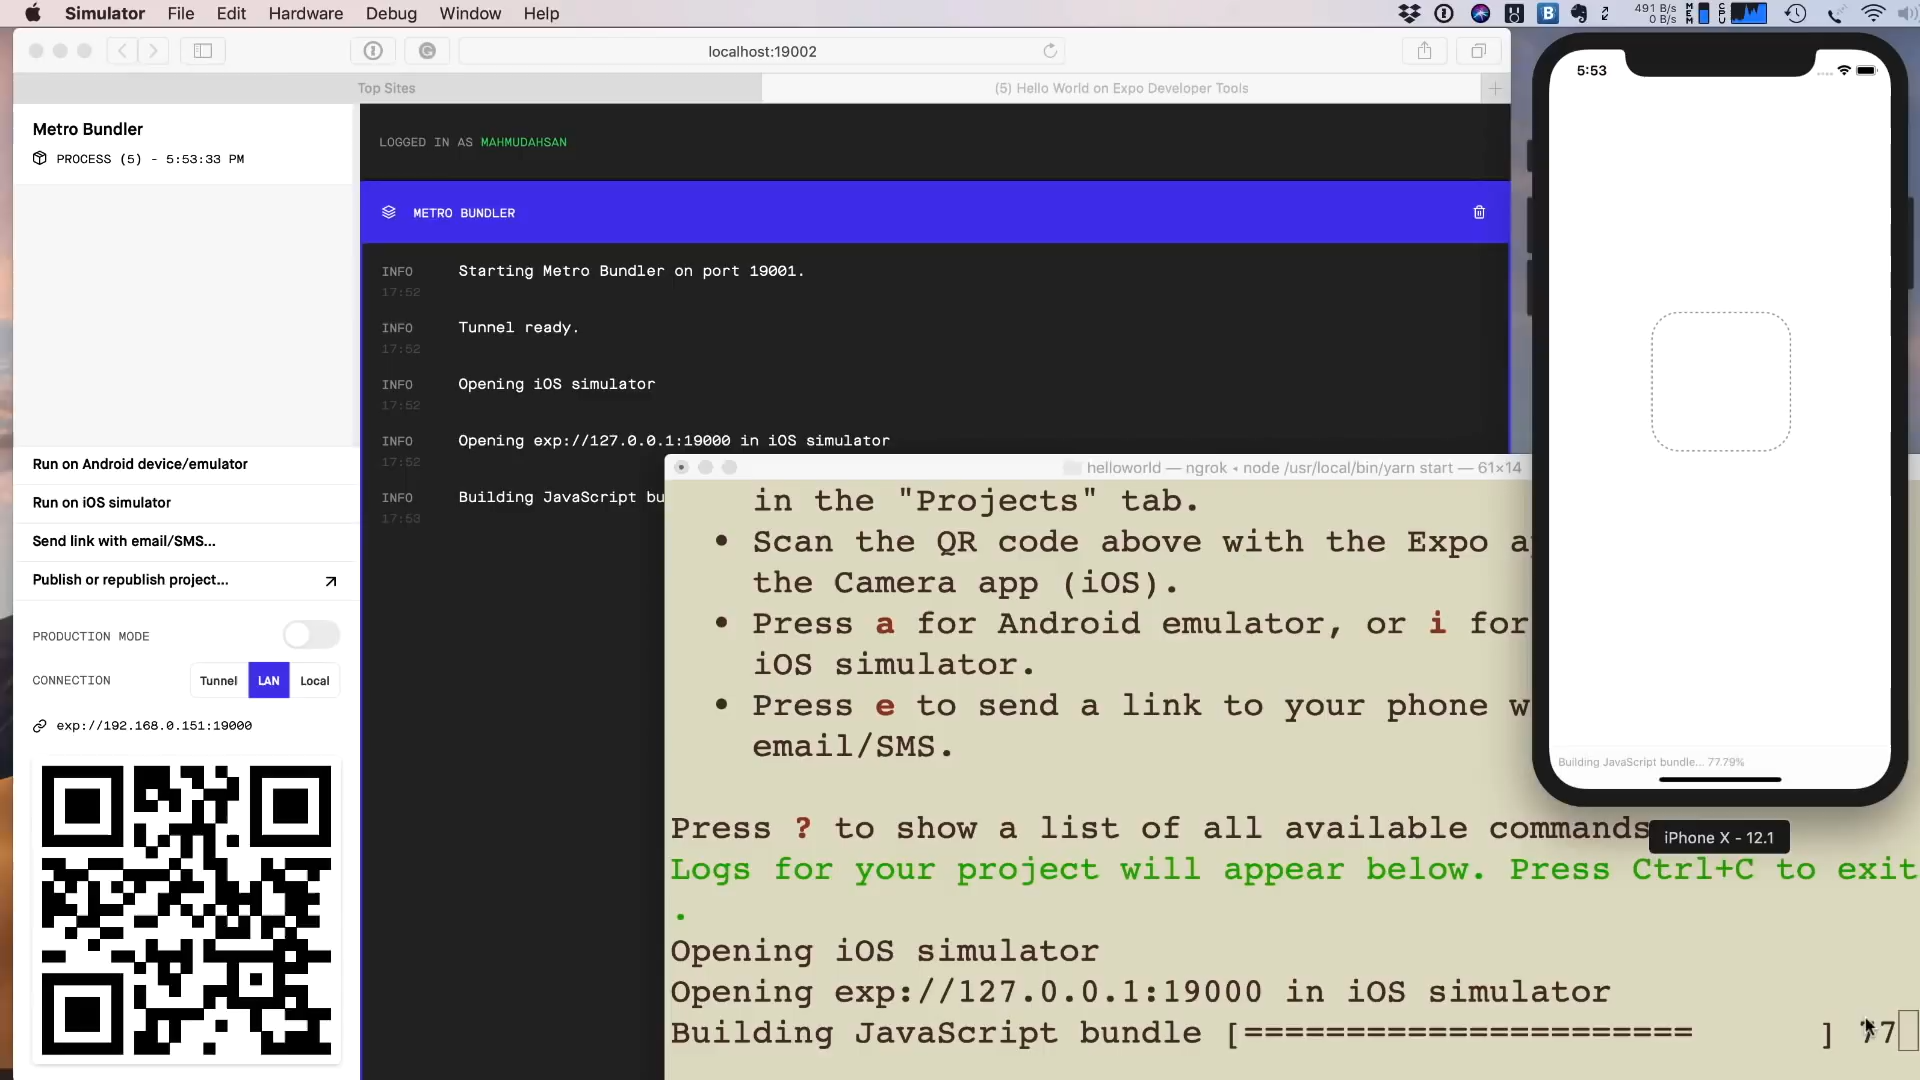 Simulator File Edit Hardware Debug Window Help
491 B/s
0 B/s
MEM
CPU
localhost:19002
Top Sites
(5) Hello World on Expo Developer Tools
Metro Bundler
PROCESS (5) - 5:53:33 PM
LOGGED IN AS MAHMUDAHSAN
METRO BUNDLER
INFO Starting Metro Bundler on port 19001.
17:52
INFO Tunnel ready.
17:52
INFO Opening iOS simulator
17:52
INFO Opening exp://127.0.0.1:19000 in iOS simulator
17:52
INFO Building JavaScript bu
17:53
Run on Android device/emulator
Run on iOS simulator
Send link with email/SMS...
Publish or republish project...
PRODUCTION MODE
CONNECTION Tunnel LAN Local
exp://192.168.0.151:19000
helloworld — ngrok ◂ node /usr/local/bin/yarn start — 61×14
in the "Projects" tab.
• Scan the QR code above with the Expo a
the Camera app (iOS).
• Press a for Android emulator, or i for
iOS simulator.
• Press e to send a link to your phone w
email/SMS.
Press ? to show a list of all available commands
Logs for your project will appear below. Press Ctrl+C to exit
.
Opening iOS simulator
Opening exp://127.0.0.1:19000 in iOS simulator
Building JavaScript bundle [====================== ] 77
5:53
Building JavaScript bundle... 77.79%
iPhone X - 12.1